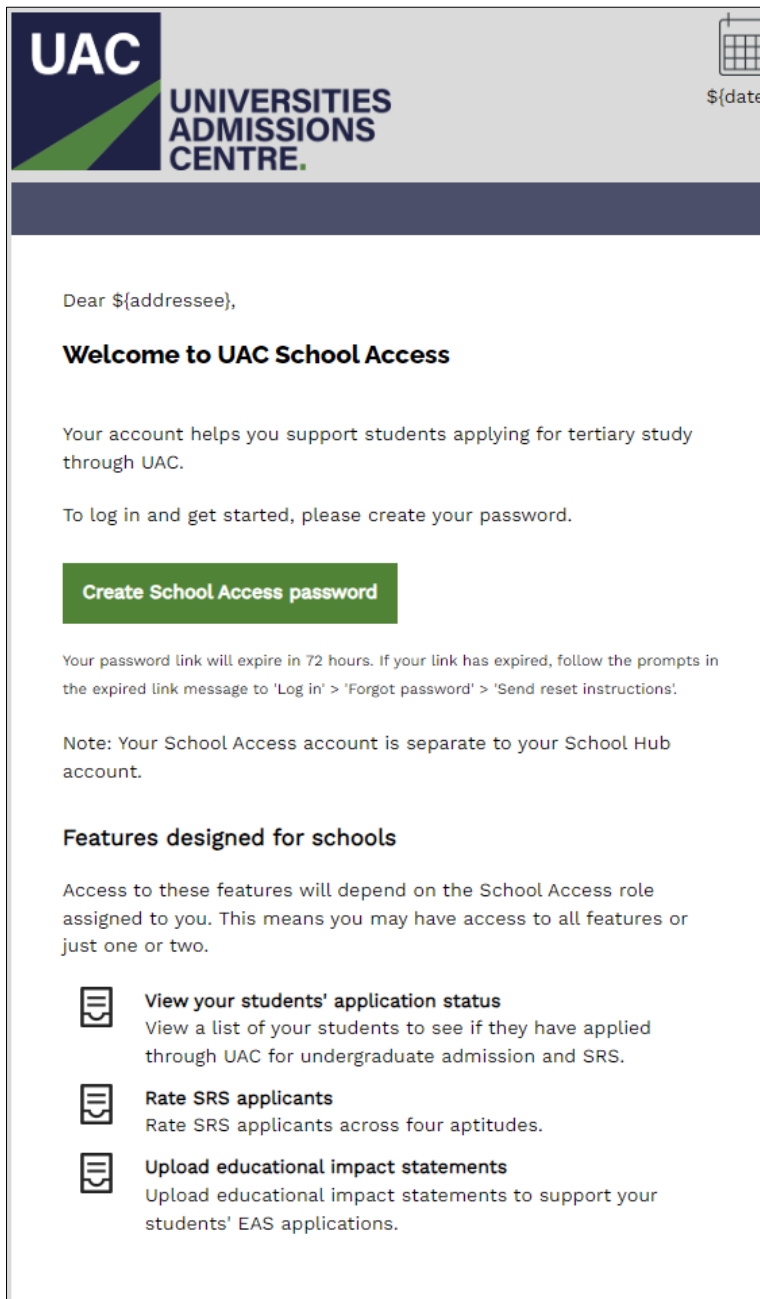 UAC
UNIVERSITIES
ADMISSIONS
CENTRE.
${date
Dear ${addressee},
Welcome to UAC School Access
Your account helps you support students applying for tertiary study
through UAC.
To log in and get started, please create your password.
Create School Access password
Your password link will expire in 72 hours. If your link has expired, follow the prompts in
the expired link message to 'Log in' > 'Forgot password' > 'Send reset instructions'.
Note: Your School Access account is separate to your School Hub
account.
Features designed for schools
Access to these features will depend on the School Access role
assigned to you. This means you may have access to all features or
just one or two.
View your students' application status
View a list of your students to see if they have applied
through UAC for undergraduate admission and SRS.
Rate SRS applicants
Rate SRS applicants across four aptitudes.
Upload educational impact statements
Upload educational impact statements to support your
students' EAS applications.